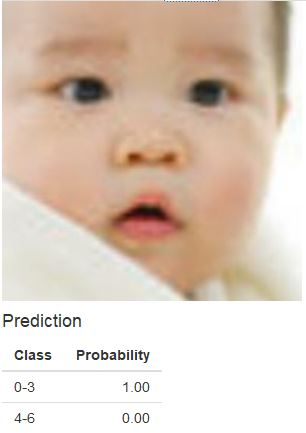 Prediction
Class Probability
0-3 1.00
4-6 0.00